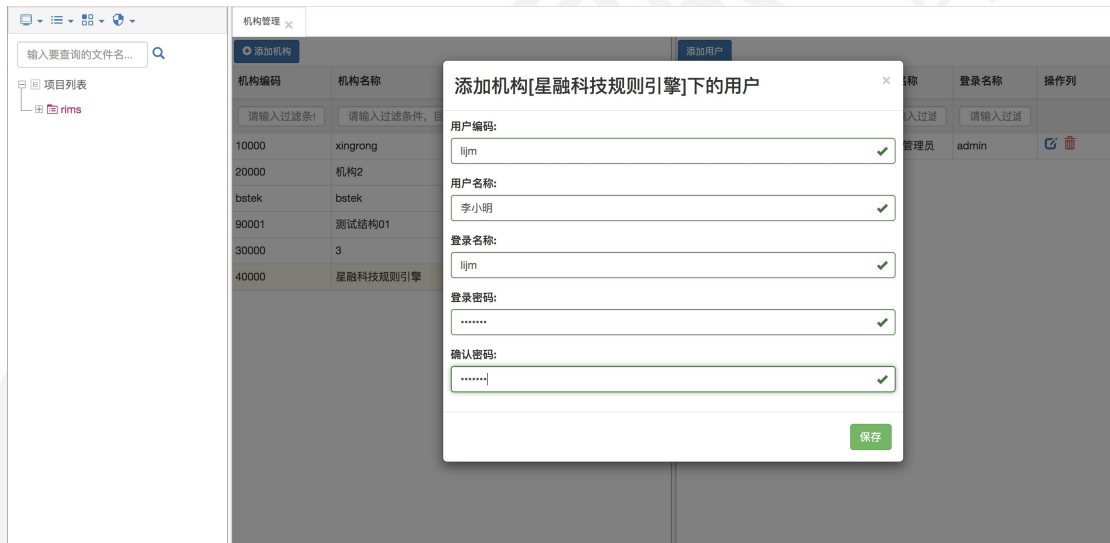 机构管理
输入要查询的文件名...
项目列表
rims
添加机构
添加用户
机构编码
机构名称
称
登录名称
操作列
请输入过滤条
请输入过滤条件，回
入过滤
请输入过滤
10000
xingrong
管理员
admin
20000
机构2
bstek
bstek
90001
测试结构01
30000
3
40000
星融科技规则引擎
添加机构[星融科技规则引擎]下的用户
×
用户编码:
lijm
用户名称:
李小明
登录名称:
lijm
登录密码:
•••••••
确认密码:
•••••••
保存